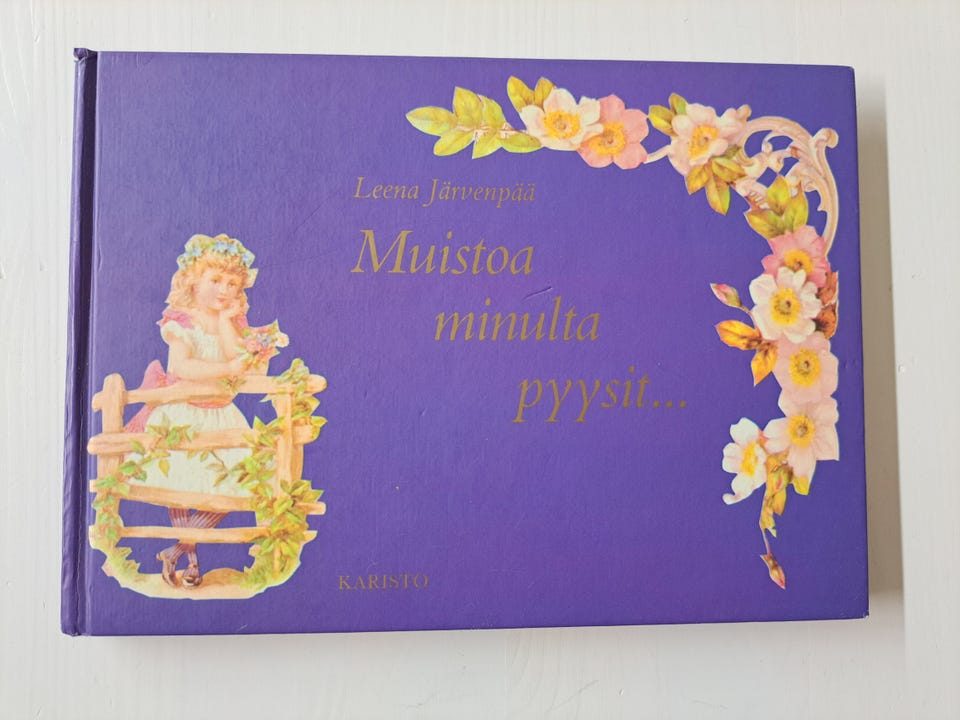 Leena Järvenpää
Muistoa
minulta
pyysit...
KARISTO